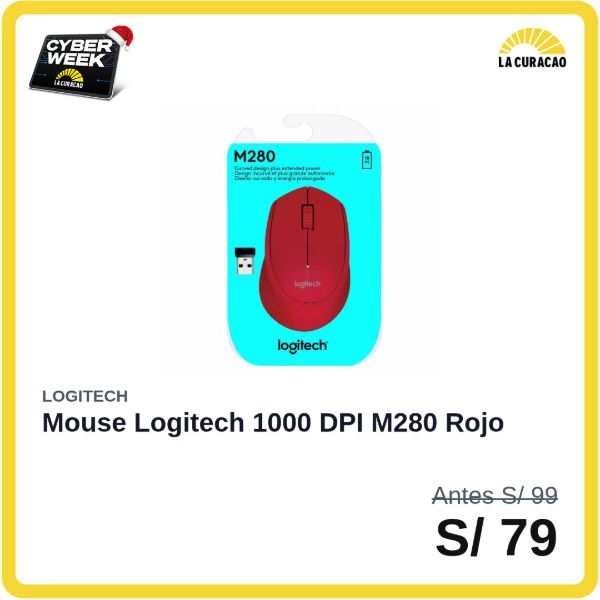 CYBER
WEEK
LA CURACAO
LA CURACAO
M280
Curved design plus extended power
Design incurvé et plus grande autonomie
Diseño curvado y energía prolongada
logitech
logitech
LOGITECH
Mouse Logitech 1000 DPI M280 Rojo
Antes S/ 99
S/ 79